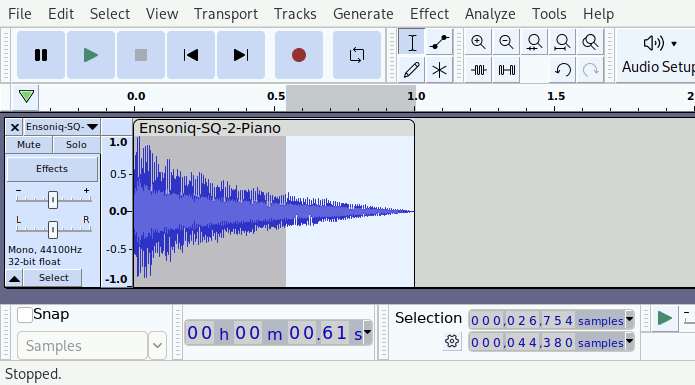 File Edit Select View Transport Tracks Generate Effect Analyze Tools Help
Audio Setup
0.0 0.5 1.0 1.5 2
Ensoniq-SQ-
Mute Solo
Effects
- +
L R
Mono, 44100Hz
32-bit float
Select
Ensoniq-SQ-2-Piano
1.0
0.5
0.0
-0.5
-1.0
Snap
Samples
00 h 00 m 00.61 s
Selection
000,026,754 samples
000,044,380 samples
Stopped.